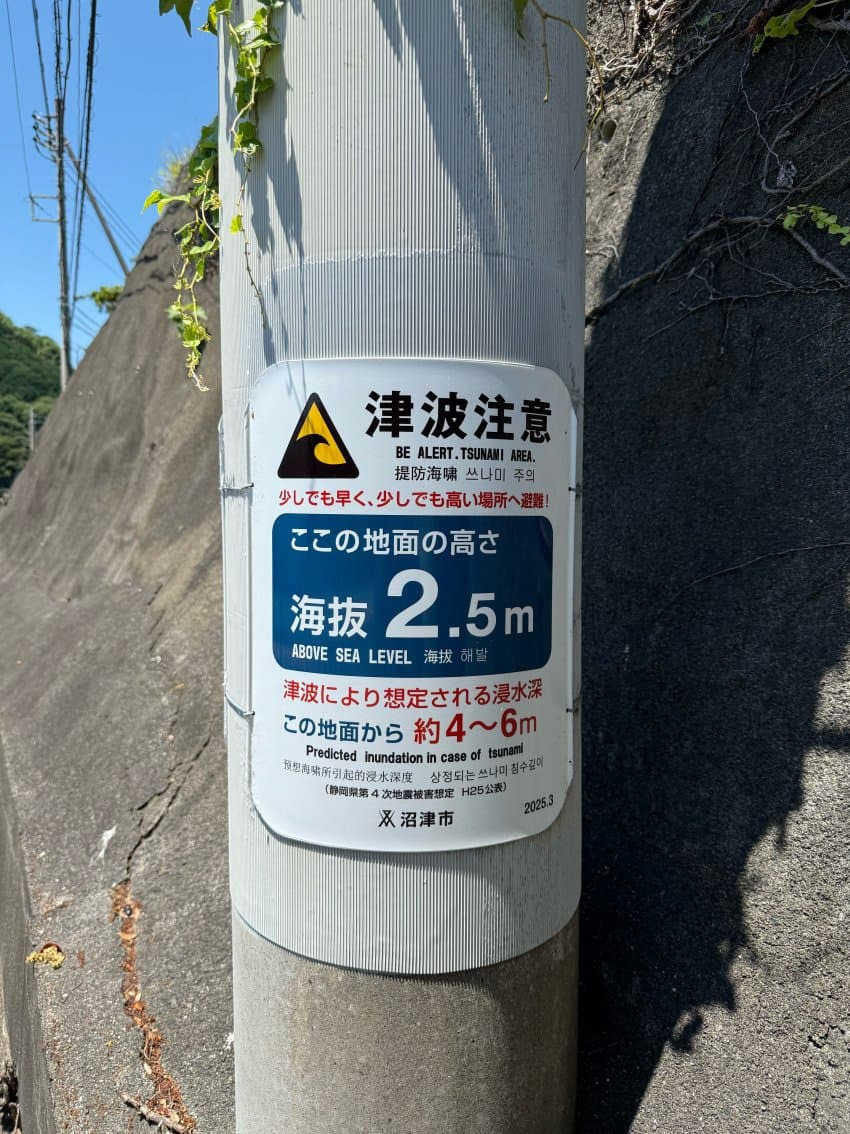 津波注意
BE ALERT.TSUNAMI AREA.
提防海啸 쓰나미 주의
少しでも早く、少しでも高い場所へ避難!
ここの地面の高さ
海抜 2.5m
ABOVE SEA LEVEL 海拔 해발
津波により想定される浸水深
この地面から 約4～6m
Predicted inundation in case of tsunami
预想海啸所引起的浸水深度 상정되는 쓰나미 침수깊이
(静岡県第4次地震被害想定 H25公表)
2025.3
沼津市